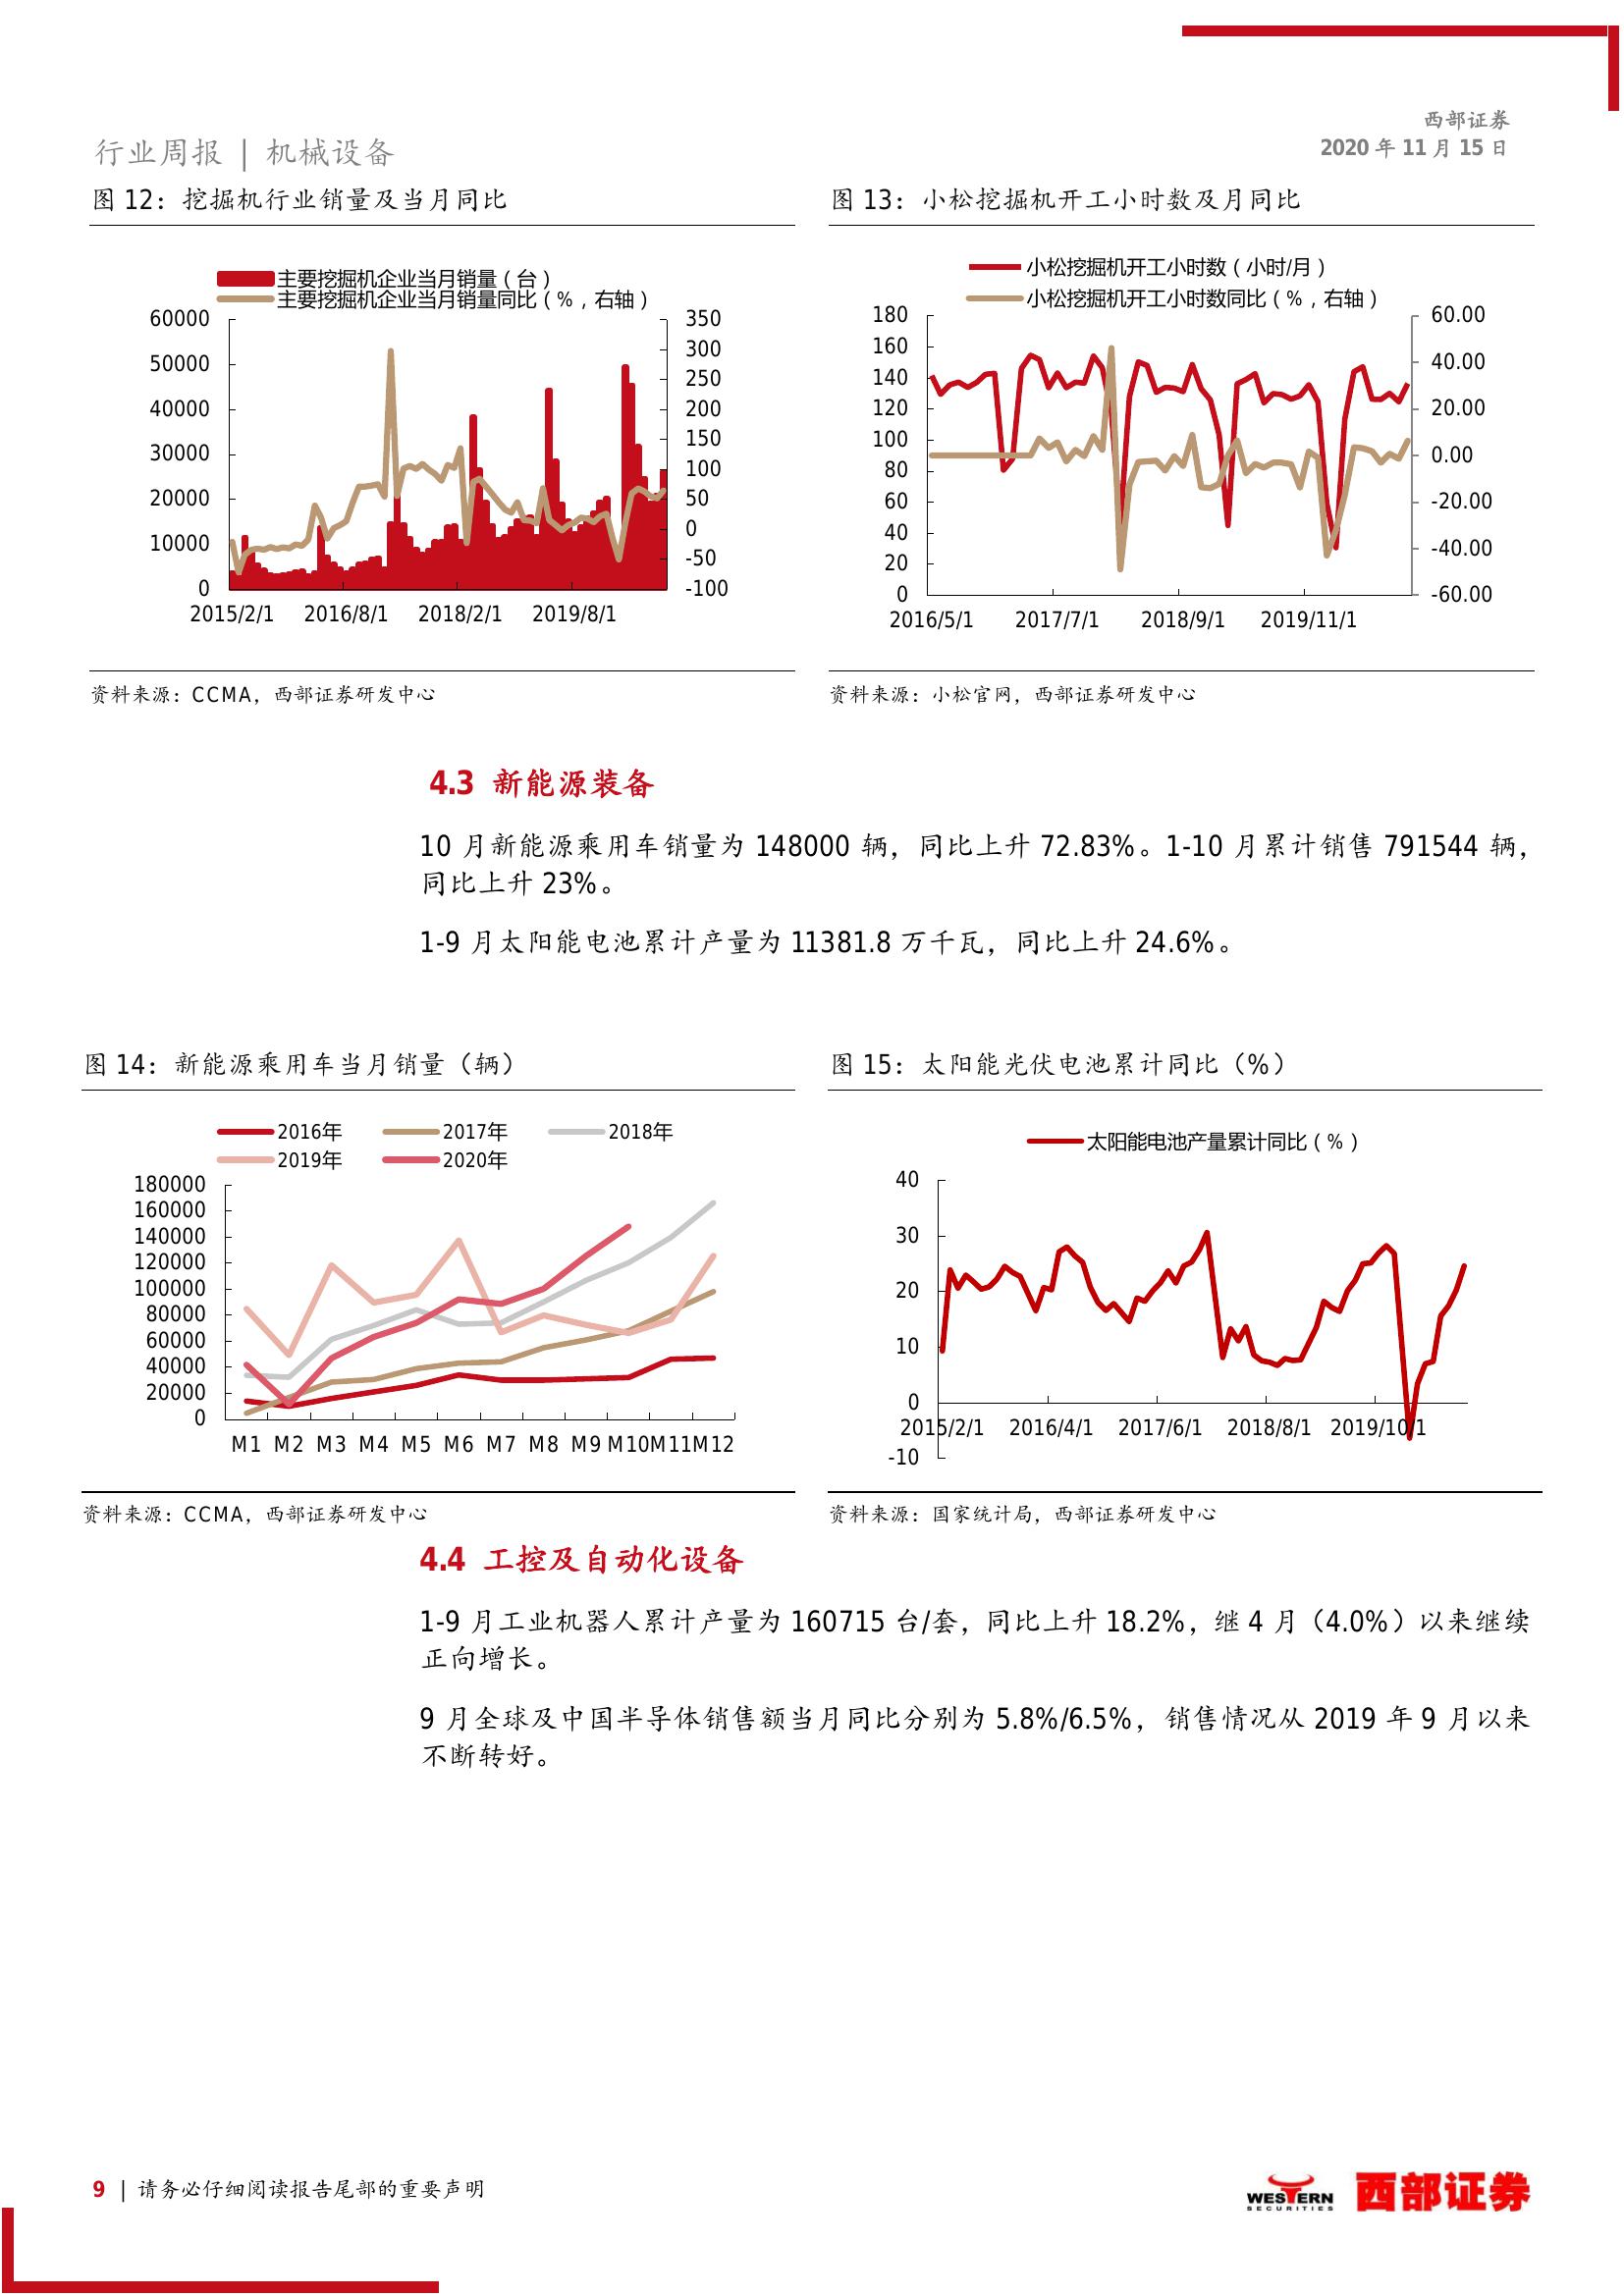 西部证券
2020 年 11 月 15 日
行业周报 | 机械设备
图 12：挖掘机行业销量及当月同比
主要挖掘机企业当月销量（台）
主要挖掘机企业当月销量同比（%，右轴）
60000
50000
40000
30000
20000
10000
0
350
300
250
200
150
100
50
0
-50
-100
2015/2/1 2016/8/1 2018/2/1 2019/8/1
资料来源：CCMA，西部证券研发中心
图 13：小松挖掘机开工小时数及月同比
小松挖掘机开工小时数（小时/月）
小松挖掘机开工小时数同比（%，右轴）
180
160
140
120
100
80
60
40
20
0
60.00
40.00
20.00
0.00
-20.00
-40.00
-60.00
2016/5/1 2017/7/1 2018/9/1 2019/11/1
资料来源：小松官网，西部证券研发中心
4.3 新能源装备
10 月新能源乘用车销量为 148000 辆，同比上升 72.83%。1-10 月累计销售 791544 辆，
同比上升 23%。
1-9 月太阳能电池累计产量为 11381.8 万千瓦，同比上升 24.6%。
图 14：新能源乘用车当月销量（辆）
2016年 2017年 2018年
2019年 2020年
180000
160000
140000
120000
100000
80000
60000
40000
20000
0
M1 M2 M3 M4 M5 M6 M7 M8 M9 M10 M11 M12
资料来源：CCMA，西部证券研发中心
图 15：太阳能光伏电池累计同比（%）
太阳能电池产量累计同比（%）
40
30
20
10
0
-10
2015/2/1 2016/4/1 2017/6/1 2018/8/1 2019/10/1
资料来源：国家统计局，西部证券研发中心
4.4 工控及自动化设备
1-9 月工业机器人累计产量为 160715 台/套，同比上升 18.2%，继 4 月（4.0%）以来继续
正向增长。
9 月全球及中国半导体销售额当月同比分别为 5.8%/6.5%，销售情况从 2019 年 9 月以来
不断转好。
9 | 请务必仔细阅读报告尾部的重要声明
WESTERN
SECURITIES
西部证券